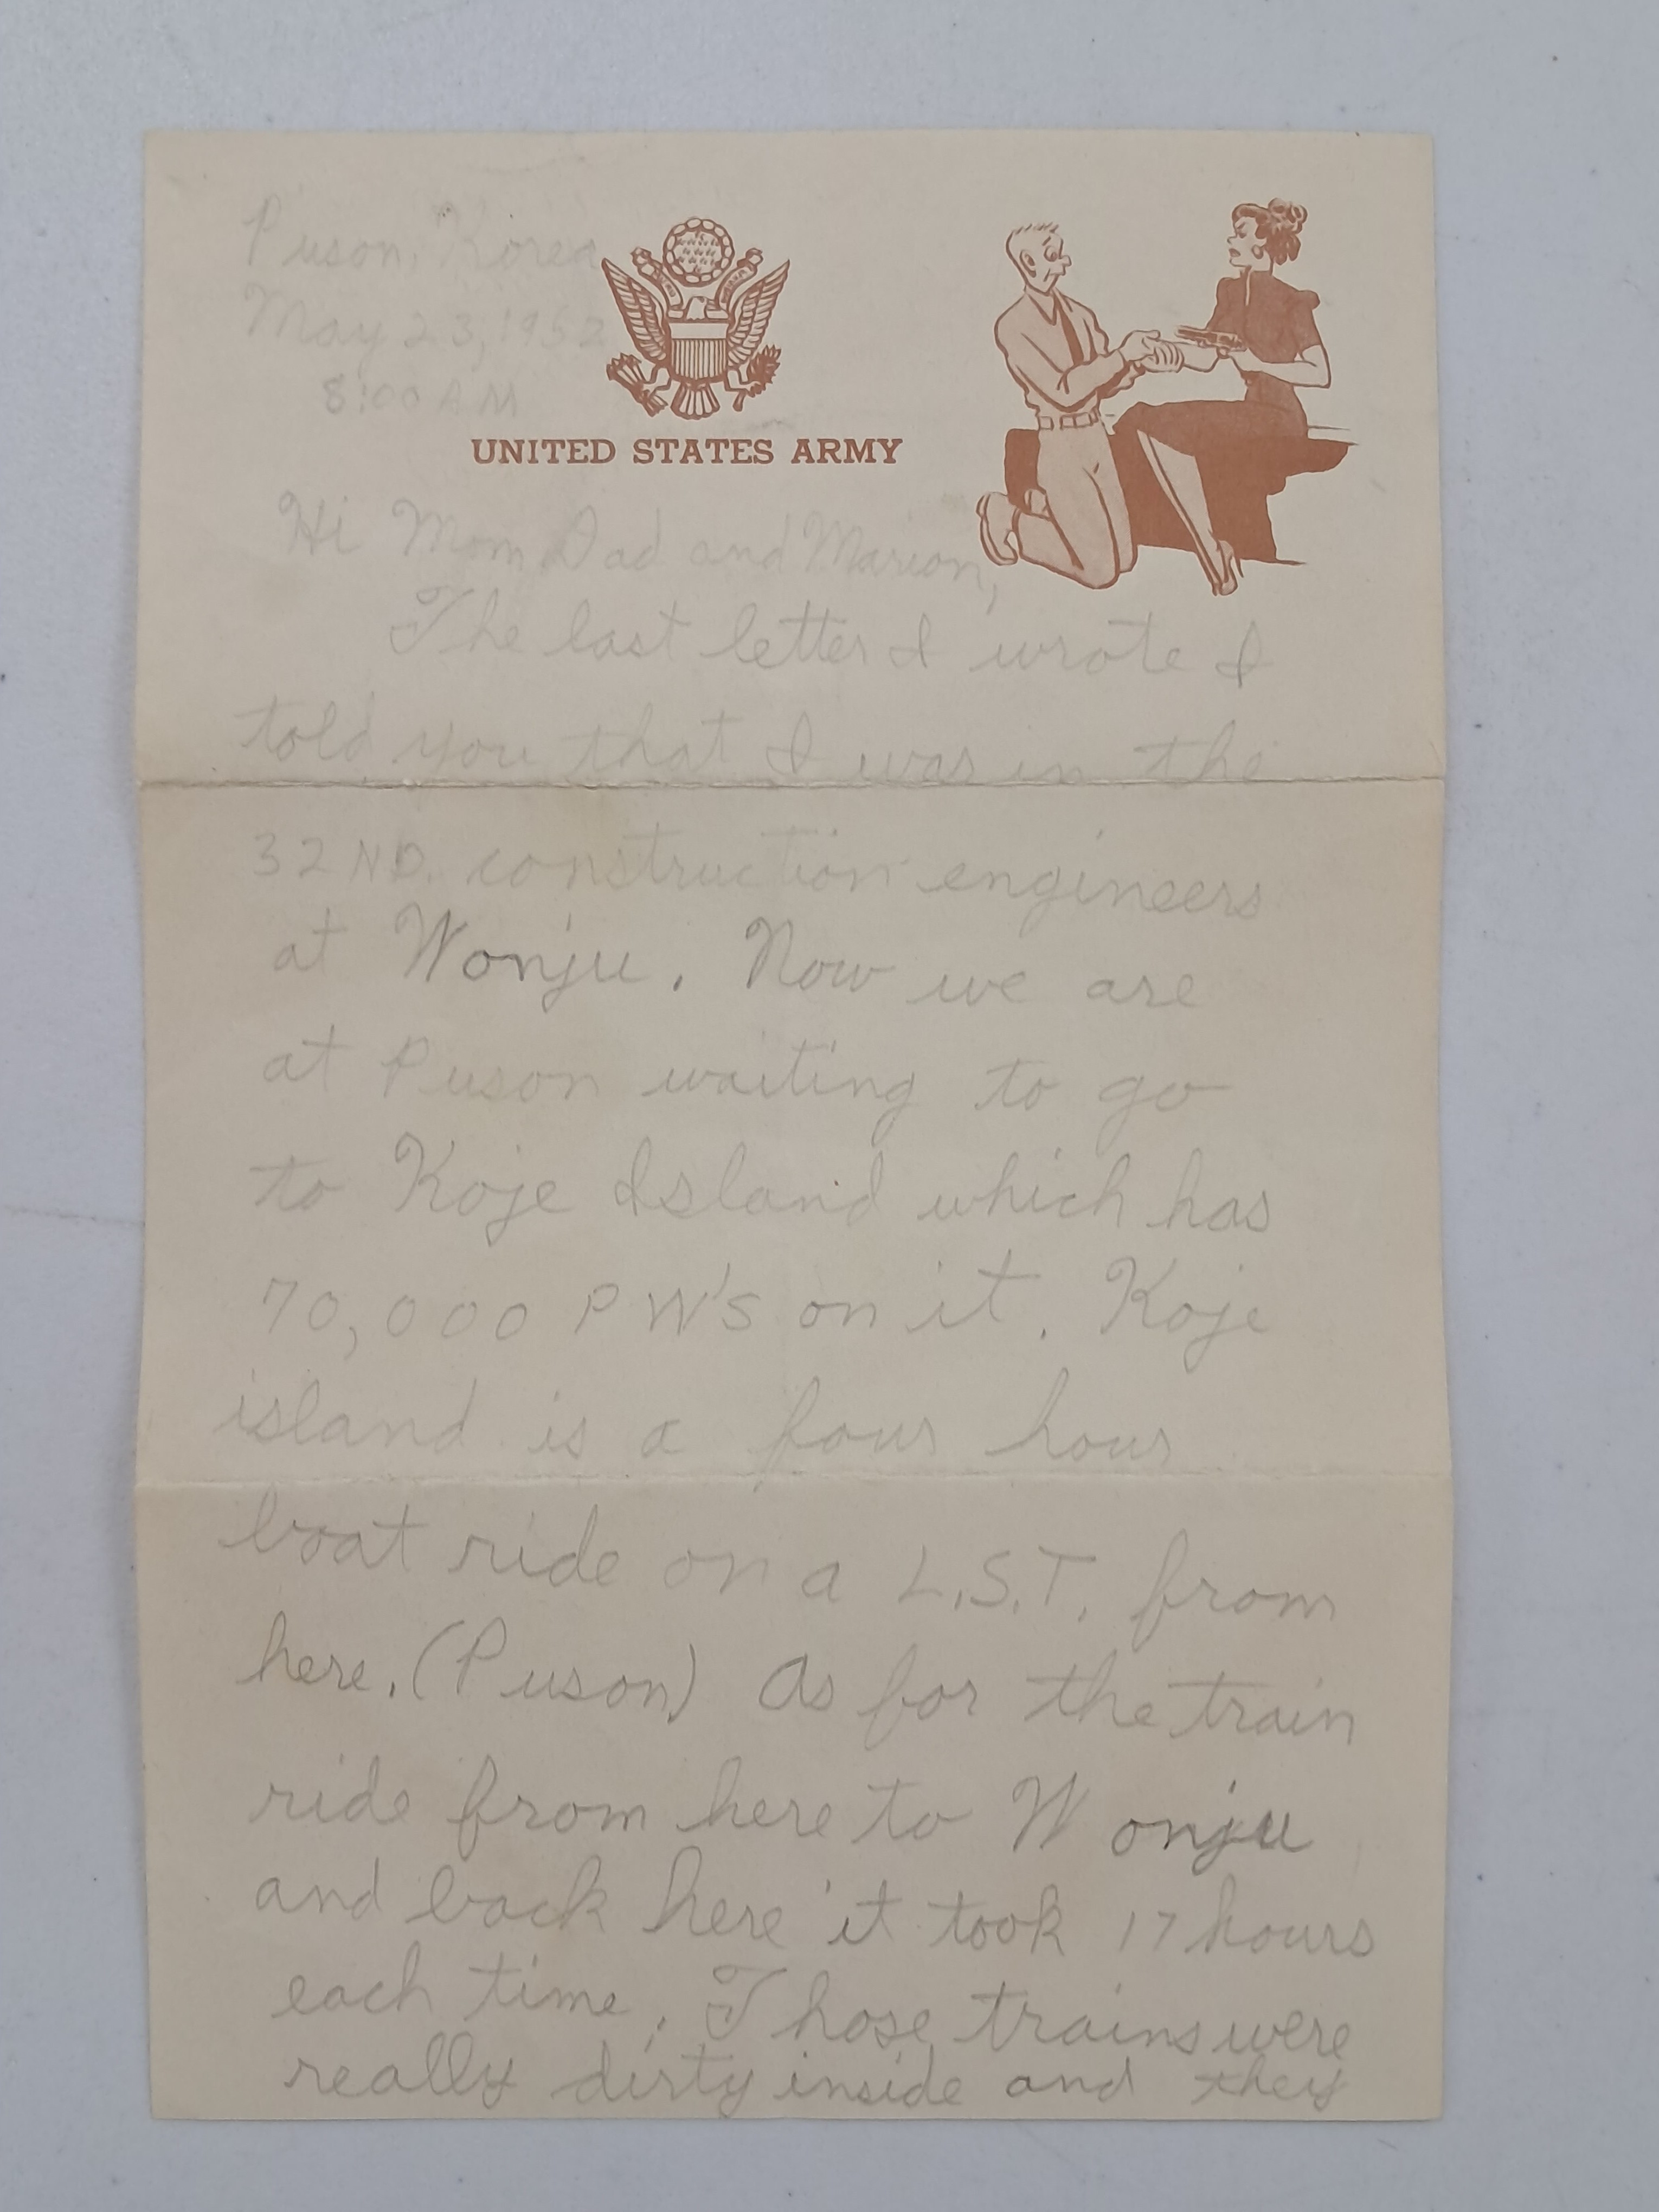 Puson, Korea
May 23, 1952
8:00 AM
UNITED STATES ARMY
Hi Mom Dad and Marion,
The last letter I wrote I
told you that I was in the
32ND. construction engineers
at Wonju. Now we are
at Puson waiting to go
to Koje Island which has
70,000 PW'S on it. Koje
island is a four hour
boat ride on a L.S.T. from
here. (Puson) As for the train
ride from here to Wonju
and back here it took 17 hours
each time. Those trains were
really dirty inside and they